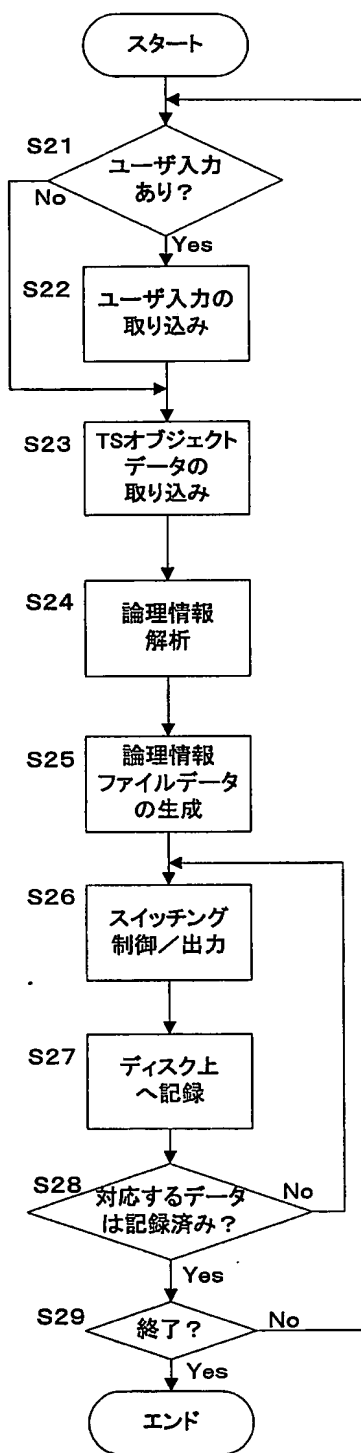 スタート
S21
ユーザ入力
あり？
No
Yes
S22
ユーザ入力の
取り込み
S23
TSオブジェクト
データの
取り込み
S24
論理情報
解析
S25
論理情報
ファイルデータ
の生成
S26
スイッチング
制御／出力
S27
ディスク上
へ記録
S28
対応するデータ
は記録済み？
No
Yes
S29
終了？
No
Yes
エンド